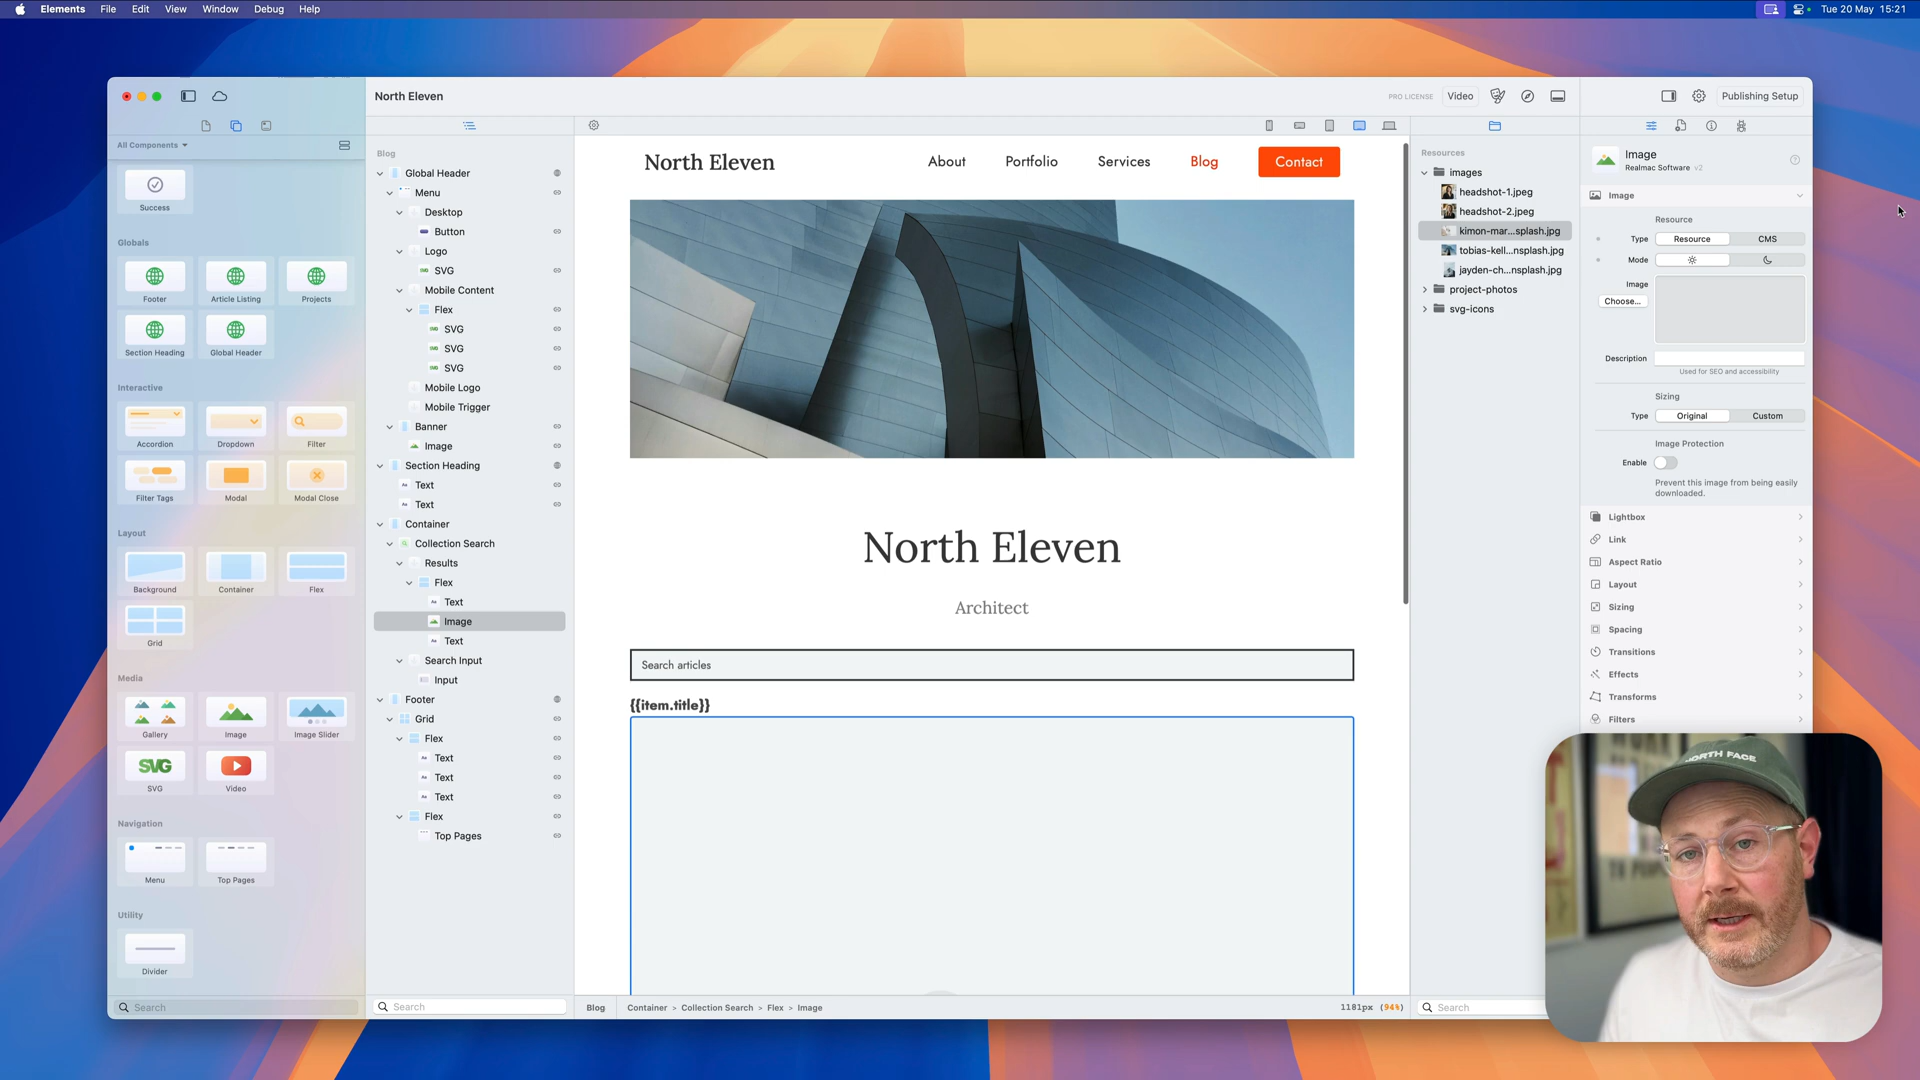 Elements File Edit View Window Debug Help
Tue 20 May 15:21
North Eleven
PRO LICENSE
Video
Publishing Setup
All Components
Success
Globals
Footer
Article Listing
Projects
Section Heading
Global Header
Interactive
Accordion
Dropdown
Filter
Filter Tags
Modal
Modal Close
Layout
Background
Container
Flex
Grid
Media
Gallery
Image
Image Slider
SVG
SVG
Video
Navigation
Menu
Top Pages
Utility
Divider
Search
Blog
Global Header
Menu
Desktop
Button
Logo
SVG
Mobile Content
Flex
SVG
SVG
SVG
Mobile Logo
Mobile Trigger
Banner
Image
Section Heading
Text
Text
Container
Collection Search
Results
Flex
Text
Image
Text
Search Input
Input
Footer
Grid
Flex
Text
Text
Text
Flex
Top Pages
Search
North Eleven
About
Portfolio
Services
Blog
Contact
North Eleven
Architect
Search articles
{{item.title}}
Blog
Container > Collection Search > Flex > Image
1181px (94%)
Resources
images
headshot-1.jpeg
headshot-2.jpeg
kimon-mar...splash.jpg
tobias-kell...nsplash.jpg
jayden-ch...nsplash.jpg
project-photos
svg-icons
Search
Image
Realmac Software v2
Image
Resource
Type Resource CMS
Mode
Image
Choose...
Description
Used for SEO and accessibility
Sizing
Type Original Custom
Image Protection
Enable
Prevent this image from being easily
downloaded.
Lightbox
Link
Aspect Ratio
Layout
Sizing
Spacing
Transitions
Effects
Transforms
Filters
NORTH FACE